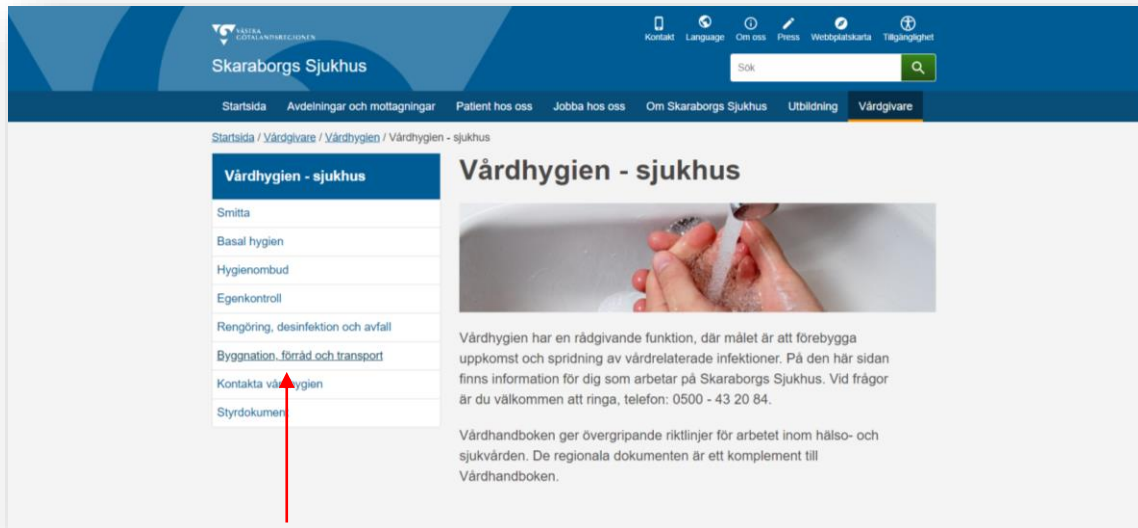 VÄSTRA
GÖTALANDSREGIONEN
Kontakt Language Om oss Press Webbplatskarta Tillgänglighet
Skaraborgs Sjukhus
Sök
Startsida Avdelningar och mottagningar Patient hos oss Jobba hos oss Om Skaraborgs Sjukhus Utbildning Vårdgivare
Startsida / Vårdgivare / Vårdhygien / Vårdhygien - sjukhus
Vårdhygien - sjukhus
Smitta
Basal hygien
Hygienombud
Egenkontroll
Rengöring, desinfektion och avfall
Byggnation, förråd och transport
Kontakta vårdhygien
Styrdokument
Vårdhygien - sjukhus
Vårdhygien har en rådgivande funktion, där målet är att förebygga
uppkomst och spridning av vårdrelaterade infektioner. På den här sidan
finns information för dig som arbetar på Skaraborgs Sjukhus. Vid frågor
är du välkommen att ringa, telefon: 0500 - 43 20 84.
Vårdhandboken ger övergripande riktlinjer för arbetet inom hälso- och
sjukvården. De regionala dokumenten är ett komplement till
Vårdhandboken.